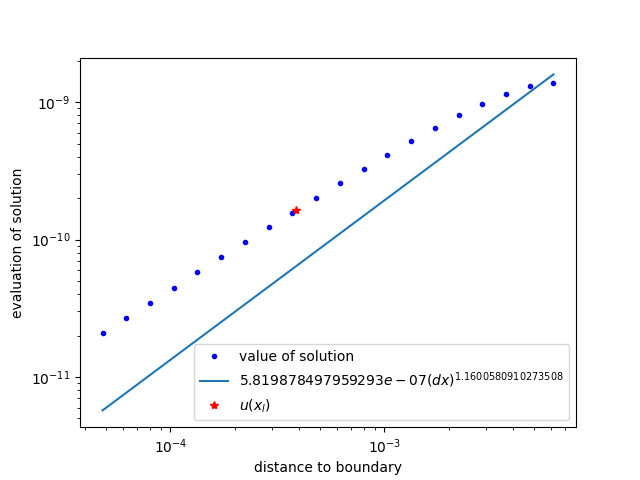 10⁻⁹
10⁻¹⁰
10⁻¹¹
evaluation of solution
value of solution
5.819878497959293e − 07(dx)^1.1600580910273508
u(x_l)
10⁻⁴ 10⁻³
distance to boundary